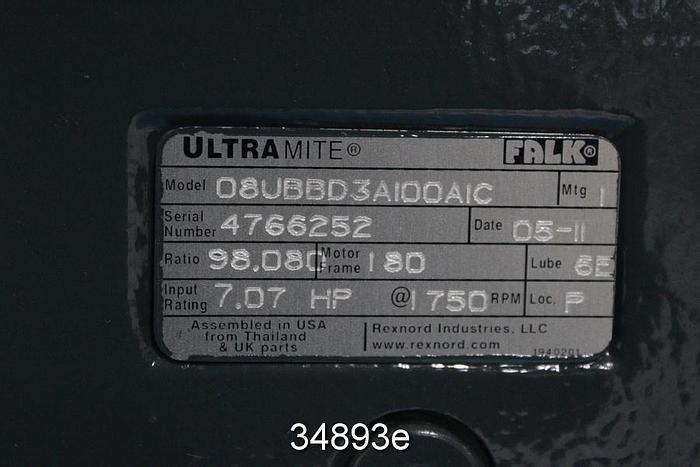 ULTRAMITE® FALK®
Model 08UBBD3A100A1C Mtg 1
Serial Number 4766252 Date 05-11
Ratio 98.080 Motor Frame 180 Lube 6E
Input Rating 7.07 HP @ 1750 RPM Loc. P
Assembled in USA
from Thailand
& UK parts
Rexnord Industries, LLC
www.rexnord.com
1940201
34893e